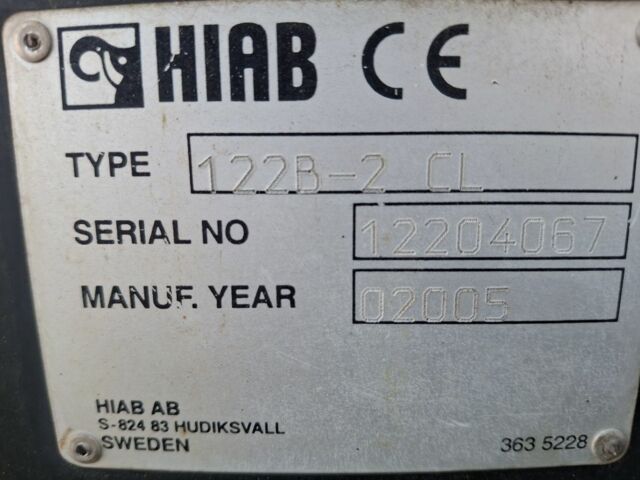 HIAB CE
TYPE 122B-2 CL
SERIAL NO 12204067
MANUF. YEAR 02005
HIAB AB
S-824 83 HUDIKSVALL
SWEDEN 363 5228